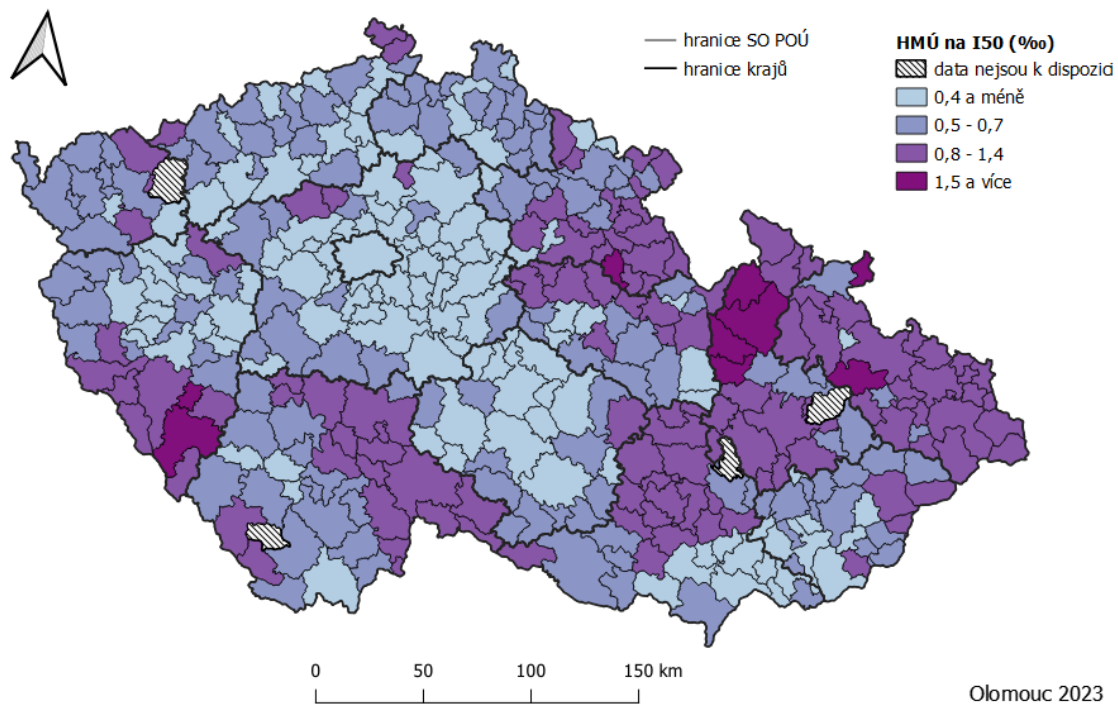 hranice SO POÚ
hranice krajů
HMÚ na I50 (‰)
data nejsou k dispozici
0,4 a méně
0,5 - 0,7
0,8 - 1,4
1,5 a více
0 50 100 150 km
Olomouc 2023